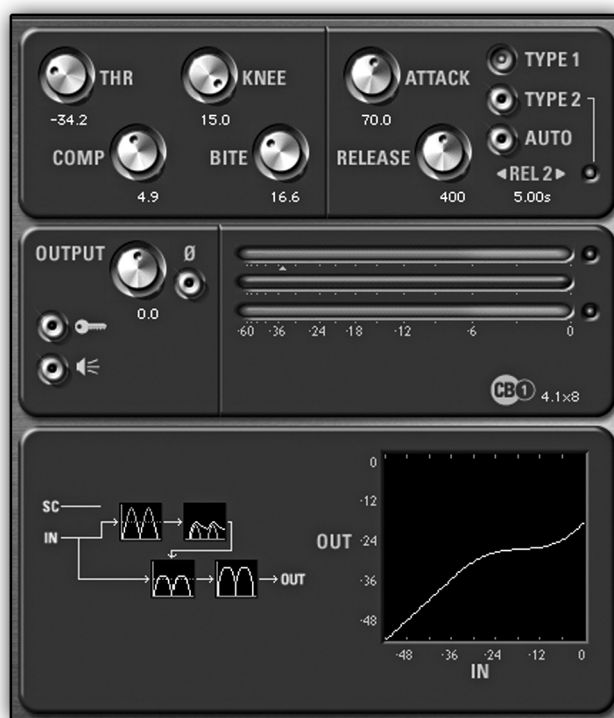 THR
-34.2
KNEE
15.0
COMP
4.9
BITE
16.6
ATTACK
70.0
RELEASE
400
TYPE 1
TYPE 2
AUTO
◀REL 2▶
5.00s
OUTPUT
0.0
Ø
-60 -36 -24 -18 -12 -6 0
CB1 4.1x8
SC
IN
OUT
OUT
0
-12
-24
-36
-48
-48 -36 -24 -12 0
IN